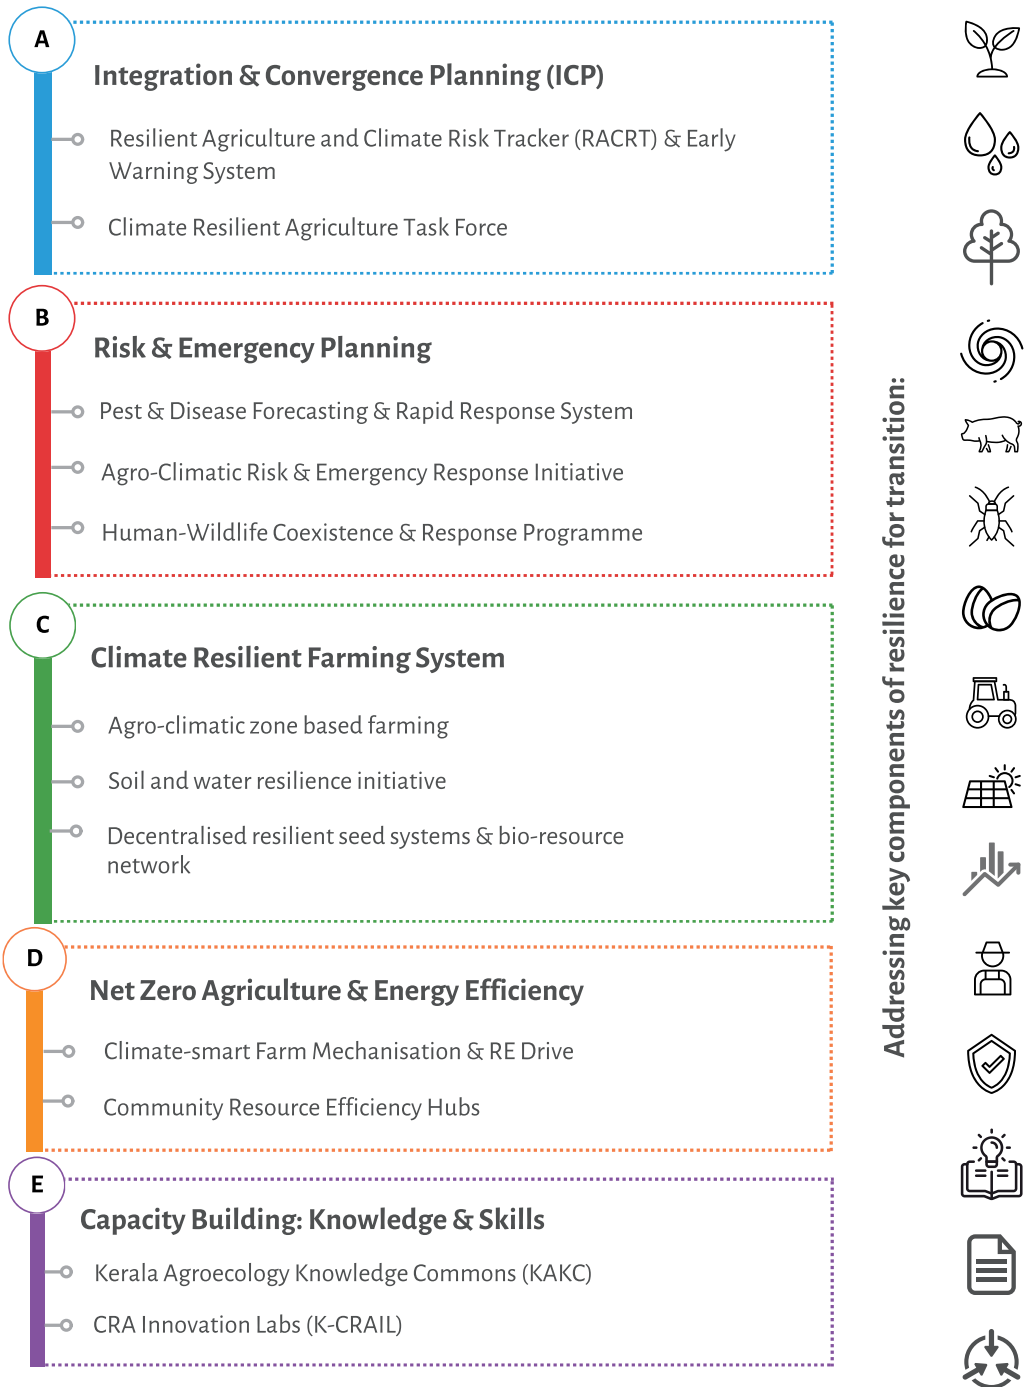 A
Integration & Convergence Planning (ICP)
Resilient Agriculture and Climate Risk Tracker (RACRT) & Early
Warning System
Climate Resilient Agriculture Task Force
B
Risk & Emergency Planning
Pest & Disease Forecasting & Rapid Response System
Agro-Climatic Risk & Emergency Response Initiative
Human-Wildlife Coexistence & Response Programme
C
Climate Resilient Farming System
Agro-climatic zone based farming
Soil and water resilience initiative
Decentralised resilient seed systems & bio-resource
network
D
Net Zero Agriculture & Energy Efficiency
Climate-smart Farm Mechanisation & RE Drive
Community Resource Efficiency Hubs
E
Capacity Building: Knowledge & Skills
Kerala Agroecology Knowledge Commons (KAKC)
CRA Innovation Labs (K-CRAIL)
Addressing key components of resilience for transition: